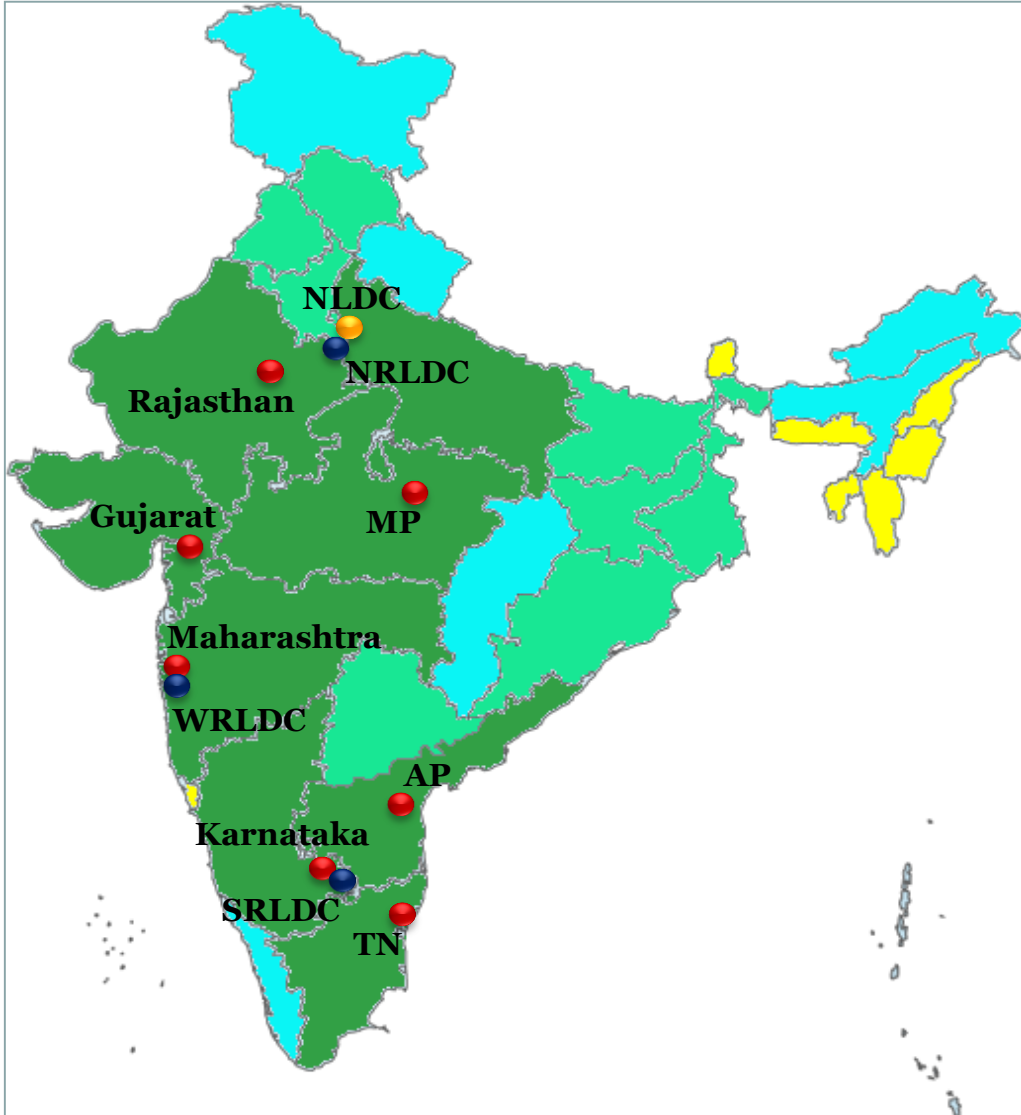 NLDC
NRLDC
Rajasthan
Gujarat
MP
Maharashtra
WRLDC
AP
Karnataka
SRLDC
TN